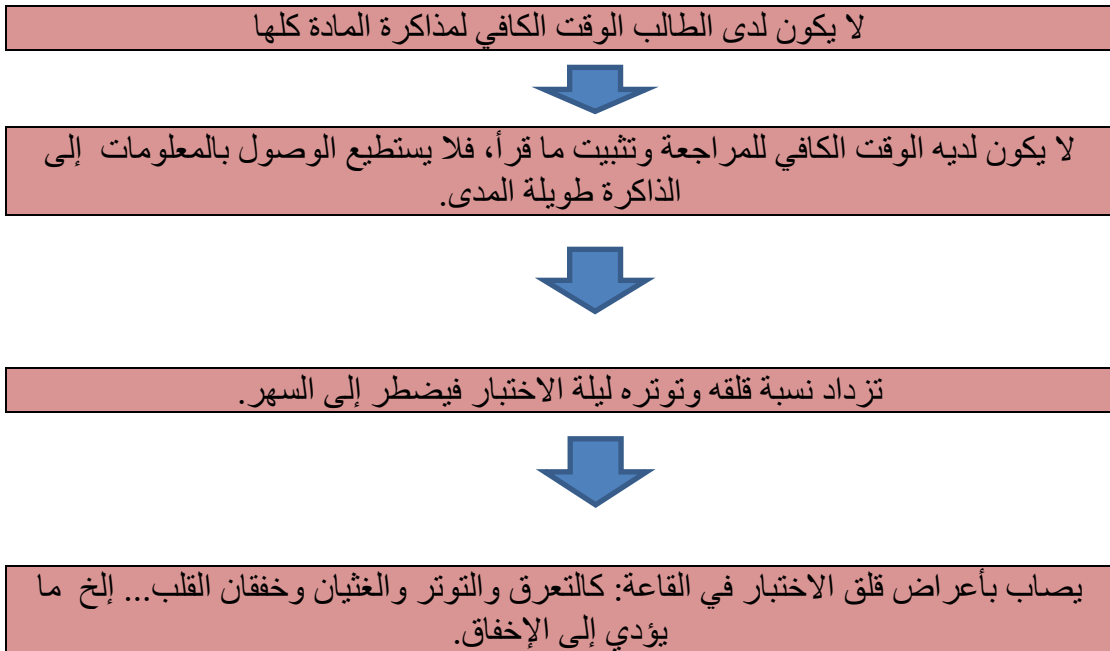 لا يكون لدى الطالب الوقت الكافي لمذاكرة المادة كلها
لا يكون لديه الوقت الكافي للمراجعة وتثبيت ما قرأ، فلا يستطيع الوصول بالمعلومات إلى
الذاكرة طويلة المدى.
تزداد نسبة قلقه وتوتره ليلة الاختبار فيضطر إلى السهر.
يصاب بأعراض قلق الاختبار في القاعة: كالتعرق والتوتر والغثيان وخفقان القلب... إلخ ما
يؤدي إلى الإخفاق.